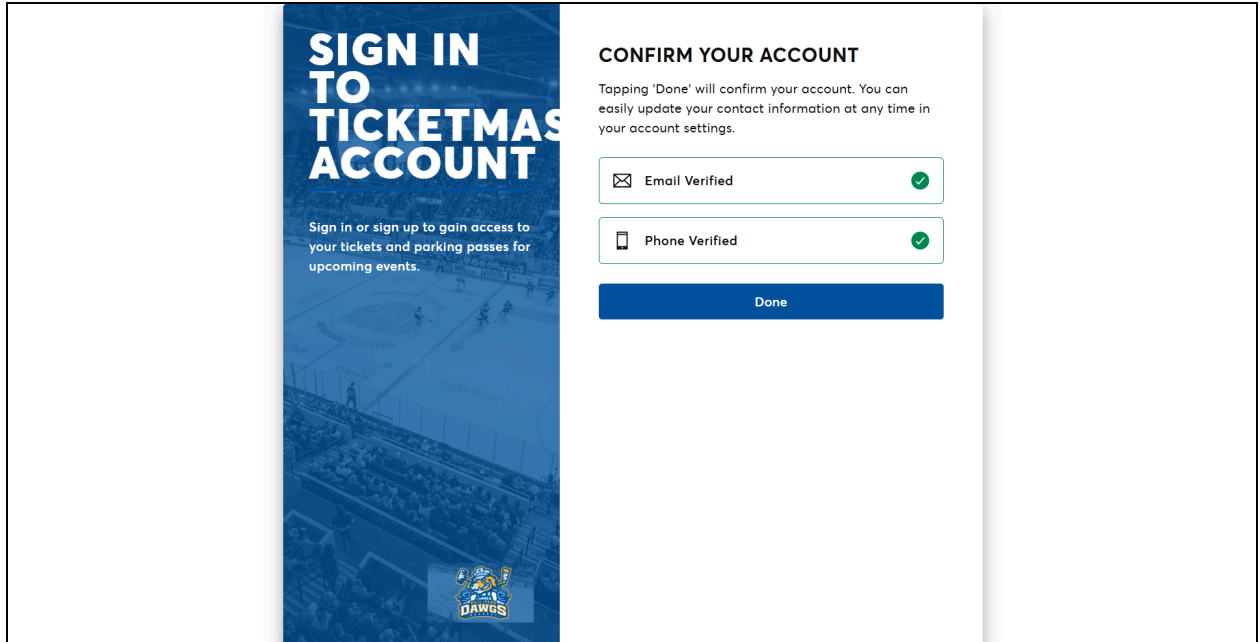 SIGN IN
TO
TICKETMAS
ACCOUNT
Sign in or sign up to gain access to
your tickets and parking passes for
upcoming events.
DAWGS
CONFIRM YOUR ACCOUNT
Tapping 'Done' will confirm your account. You can
easily update your contact information at any time in
your account settings.
Email Verified
Phone Verified
Done